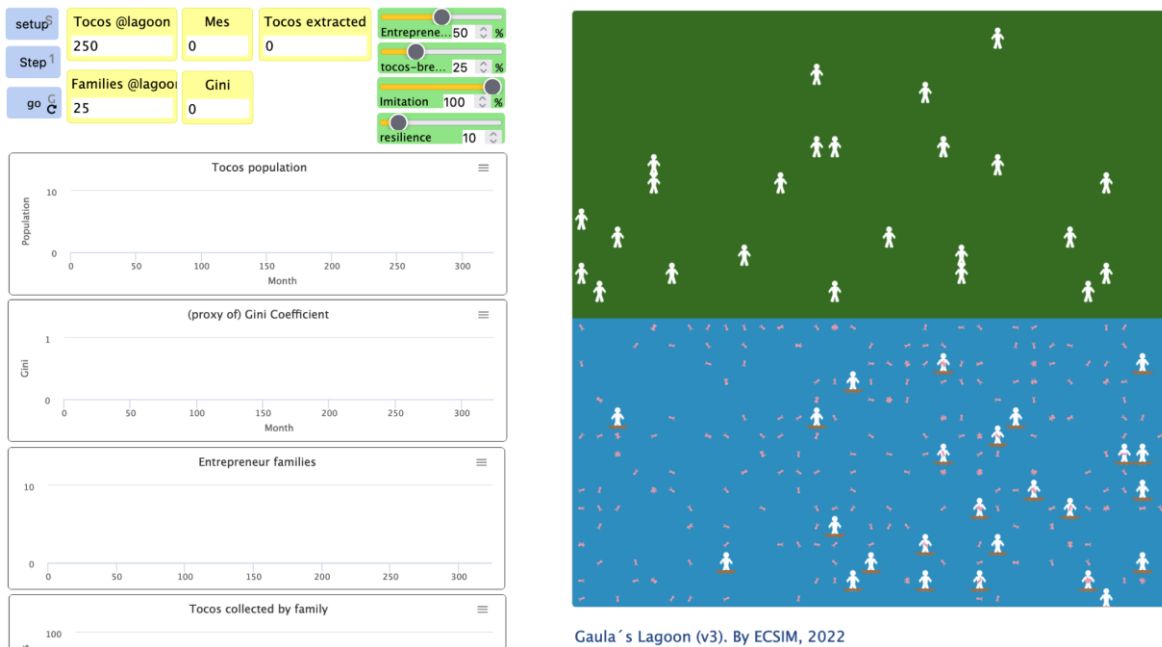 setup S
Step 1
go G
Tocos @lagoon
250
Mes
0
Tocos extracted
0
Families @lagoon
25
Gini
0
Entreprene... 50 %
tocos-bre... 25 %
Imitation 100 %
resilience 10
Tocos population
10
0
Population
0 50 100 150 200 250 300
Month
(proxy of) Gini Coefficient
1
0
Gini
0 50 100 150 200 250 300
Month
Entrepreneur families
10
0
0 50 100 150 200 250 300
Tocos collected by family
100
Gaula´s Lagoon (v3). By ECSIM, 2022